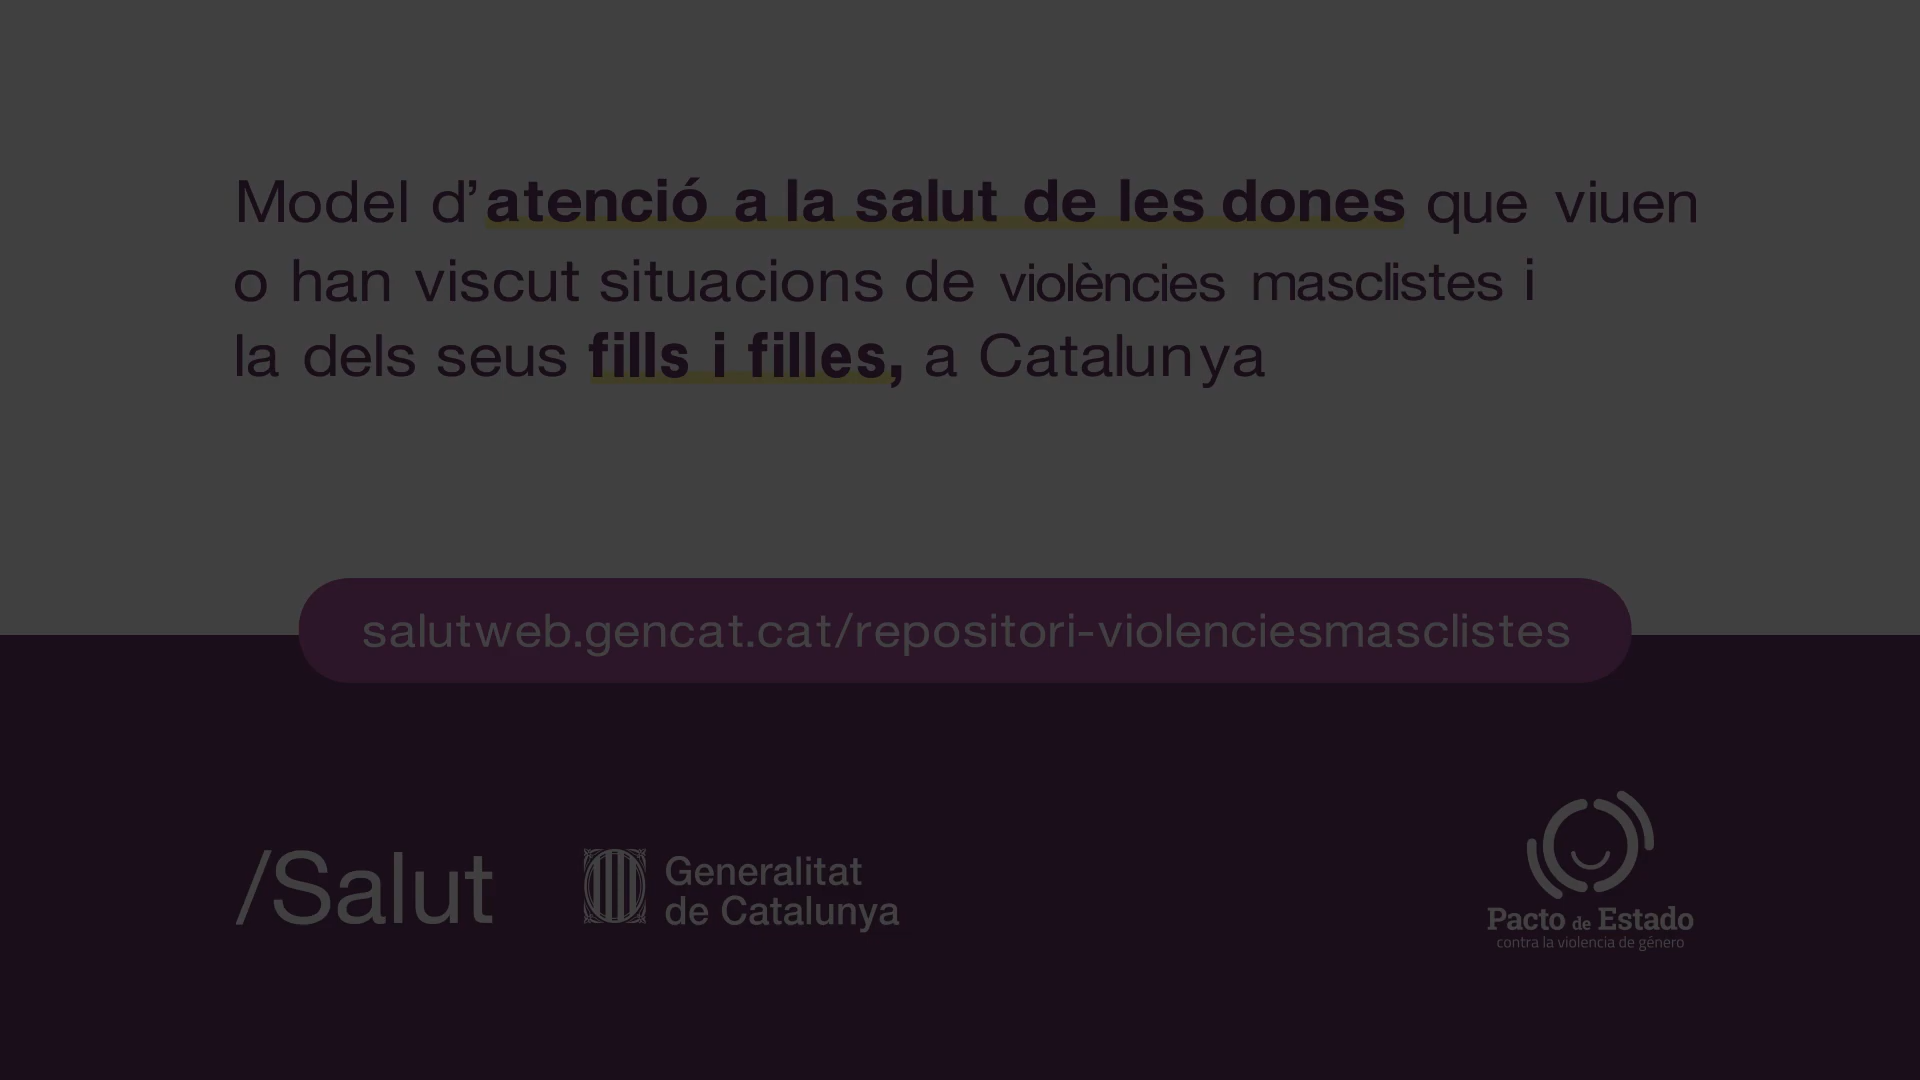 Model d’atenció a la salut de les dones que viuen
o han viscut situacions de violències masclistes i
la dels seus fills i filles, a Catalunya
salutweb.gencat.cat/repositori-violenciesmasclistes
/Salut
Generalitat
de Catalunya
Pacto de Estado
contra la violencia de género